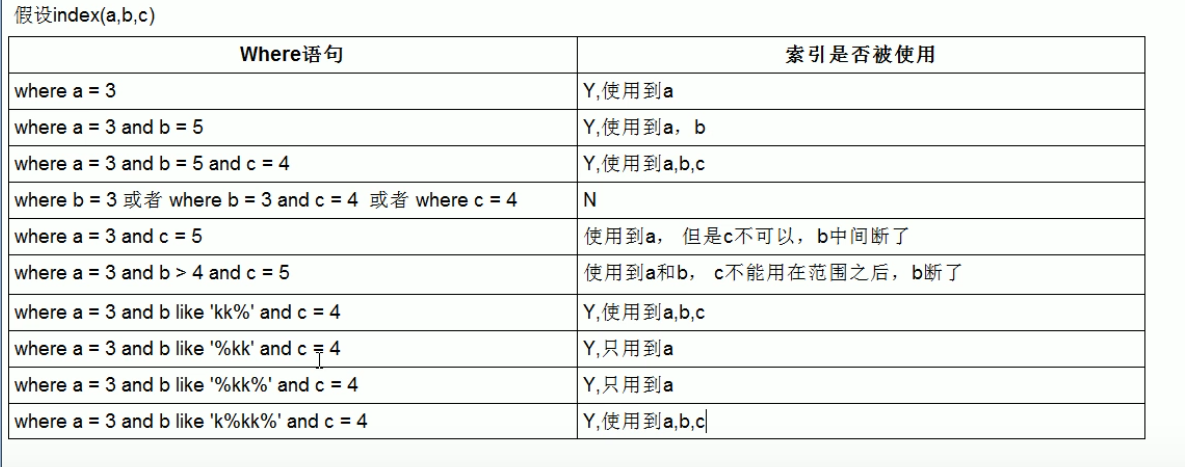 假设index(a,b,c)
Where语句 索引是否被使用
where a = 3 Y,使用到a
where a = 3 and b = 5 Y,使用到a，b
where a = 3 and b = 5 and c = 4 Y,使用到a,b,c
where b = 3 或者 where b = 3 and c = 4 或者 where c = 4 N
where a = 3 and c = 5 使用到a， 但是c不可以，b中间断了
where a = 3 and b > 4 and c = 5 使用到a和b， c不能用在范围之后，b断了
where a = 3 and b like 'kk%' and c = 4 Y,使用到a,b,c
where a = 3 and b like '%kk' and c = 4 Y,只用到a
where a = 3 and b like '%kk%' and c = 4 Y,只用到a
where a = 3 and b like 'k%kk%' and c = 4 Y,使用到a,b,c